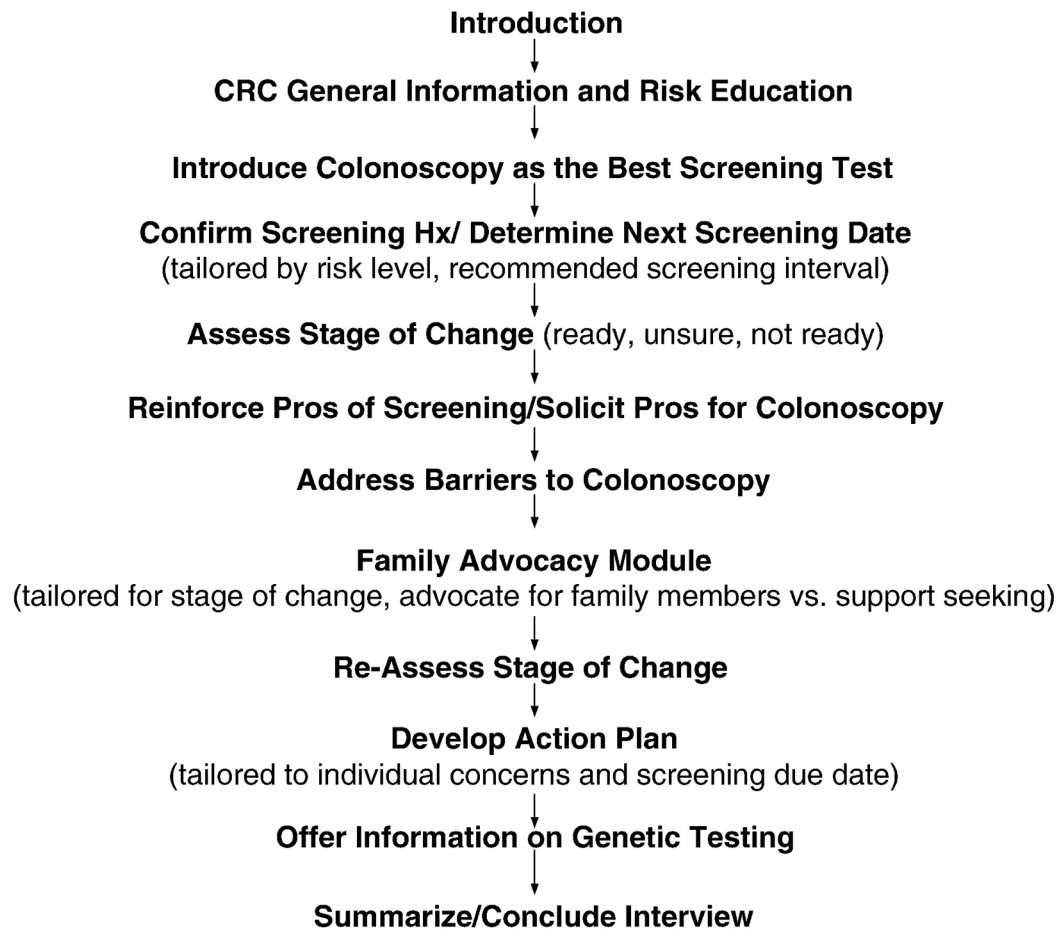 Introduction
CRC General Information and Risk Education
Introduce Colonoscopy as the Best Screening Test
Confirm Screening Hx/ Determine Next Screening Date
(tailored by risk level, recommended screening interval)
Assess Stage of Change (ready, unsure, not ready)
Reinforce Pros of Screening/Solicit Pros for Colonoscopy
Address Barriers to Colonoscopy
Family Advocacy Module
(tailored for stage of change, advocate for family members vs. support seeking)
Re-Assess Stage of Change
Develop Action Plan
(tailored to individual concerns and screening due date)
Offer Information on Genetic Testing
Summarize/Conclude Interview